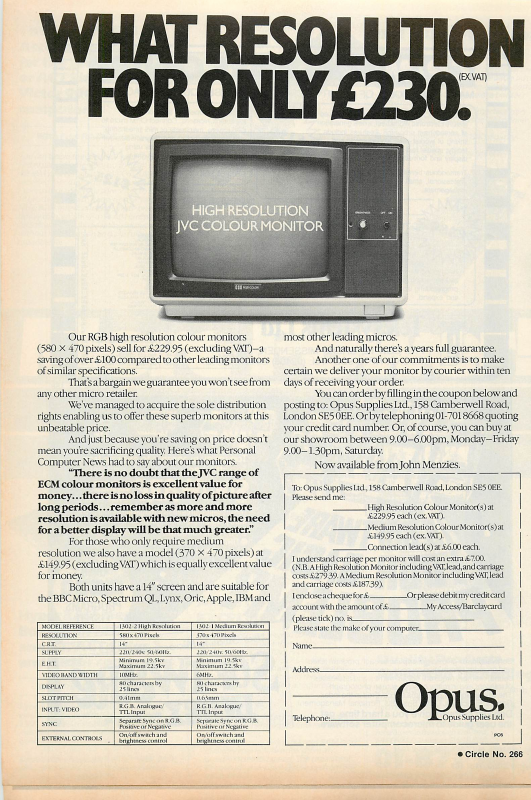 WHAT RESOLUTION
FOR ONLY £230.
(EX.VAT)
HIGH RESOLUTION
JVC COLOUR MONITOR
Our RGB high resolution colour monitors
(580 × 470 pixels) sell for £229.95 (excluding VAT)–a
saving of over £100 compared to other leading monitors
of similar specifications.
That's a bargain we guarantee you won't see from
any other micro retailer.
We've managed to acquire the sole distribution
rights enabling us to offer these superb monitors at this
unbeatable price.
And just because you're saving on price doesn't
mean you're sacrificing quality. Here's what Personal
Computer News had to say about our monitors.
"There is no doubt that the JVC range of
ECM colour monitors is excellent value for
money...there is no loss in quality of picture after
long periods...remember as more and more
resolution is available with new micros, the need
for a better display will be that much greater."
For those who only require medium
resolution we also have a model (370 × 470 pixels) at
£149.95 (excluding VAT) which is equally excellent value
for money.
Both units have a 14" screen and are suitable for
the BBC Micro, Spectrum QL, Lynx, Oric, Apple, IBM and
most other leading micros.
And naturally there's a years full guarantee.
Another one of our commitments is to make
certain we deliver your monitor by courier within ten
days of receiving your order.
You can order by filling in the coupon below and
posting to: Opus Supplies Ltd., 158 Camberwell Road,
London SE5 0EE. Or by telephoning 01-701 8668 quoting
your credit card number. Or, of course, you can buy at
our showroom between 9.00–6.00pm, Monday–Friday
9.00–1.30pm, Saturday.
Now available from John Menzies.
MODEL REFERENCE 1302-2 High Resolution 1302-1 Medium Resolution
RESOLUTION 580 x 470 Pixels 370 x 470 Pixels
C.R.T. 14" 14"
SUPPLY 220/240v. 50/60Hz. 220/240v. 50/60Hz.
E.H.T. Minimum 19.5kv Maximum 22.5kv Minimum 19.5kv Maximum 22.5kv
VIDEO BAND WIDTH 10MHz. 6MHz.
DISPLAY 80 characters by 25 lines 80 characters by 25 lines
SLOT PITCH 0.41mm 0.63mm
INPUT: VIDEO R.G.B. Analogue/ TTL Input R.G.B. Analogue/ TTL Input
SYNC Separate Sync on R.G.B. Positive or Negative Separate Sync on R.G.B. Positive or Negative
EXTERNAL CONTROLS On/off switch and brightness control On/off switch and brightness control
To: Opus Supplies Ltd., 158 Camberwell Road, London SE5 0EE.
Please send me:
High Resolution Colour Monitor(s) at
£229.95 each (ex. VAT).
Medium Resolution Colour Monitor(s) at
£149.95 each (ex. VAT).
Connection lead(s) at £6.00 each.
I understand carriage per monitor will cost an extra £7.00.
(N.B. A High Resolution Monitor including VAT, lead, and carriage
costs £279.39. A Medium Resolution Monitor including VAT, lead
and carriage costs £187.39).
I enclose a cheque for £ Or please debit my credit card
account with the amount of £ My Access/Barclaycard
(please tick) no. is
Please state the make of your computer
Name
Address
Telephone:
Opus.
Opus Supplies Ltd.
PC8
● Circle No. 266